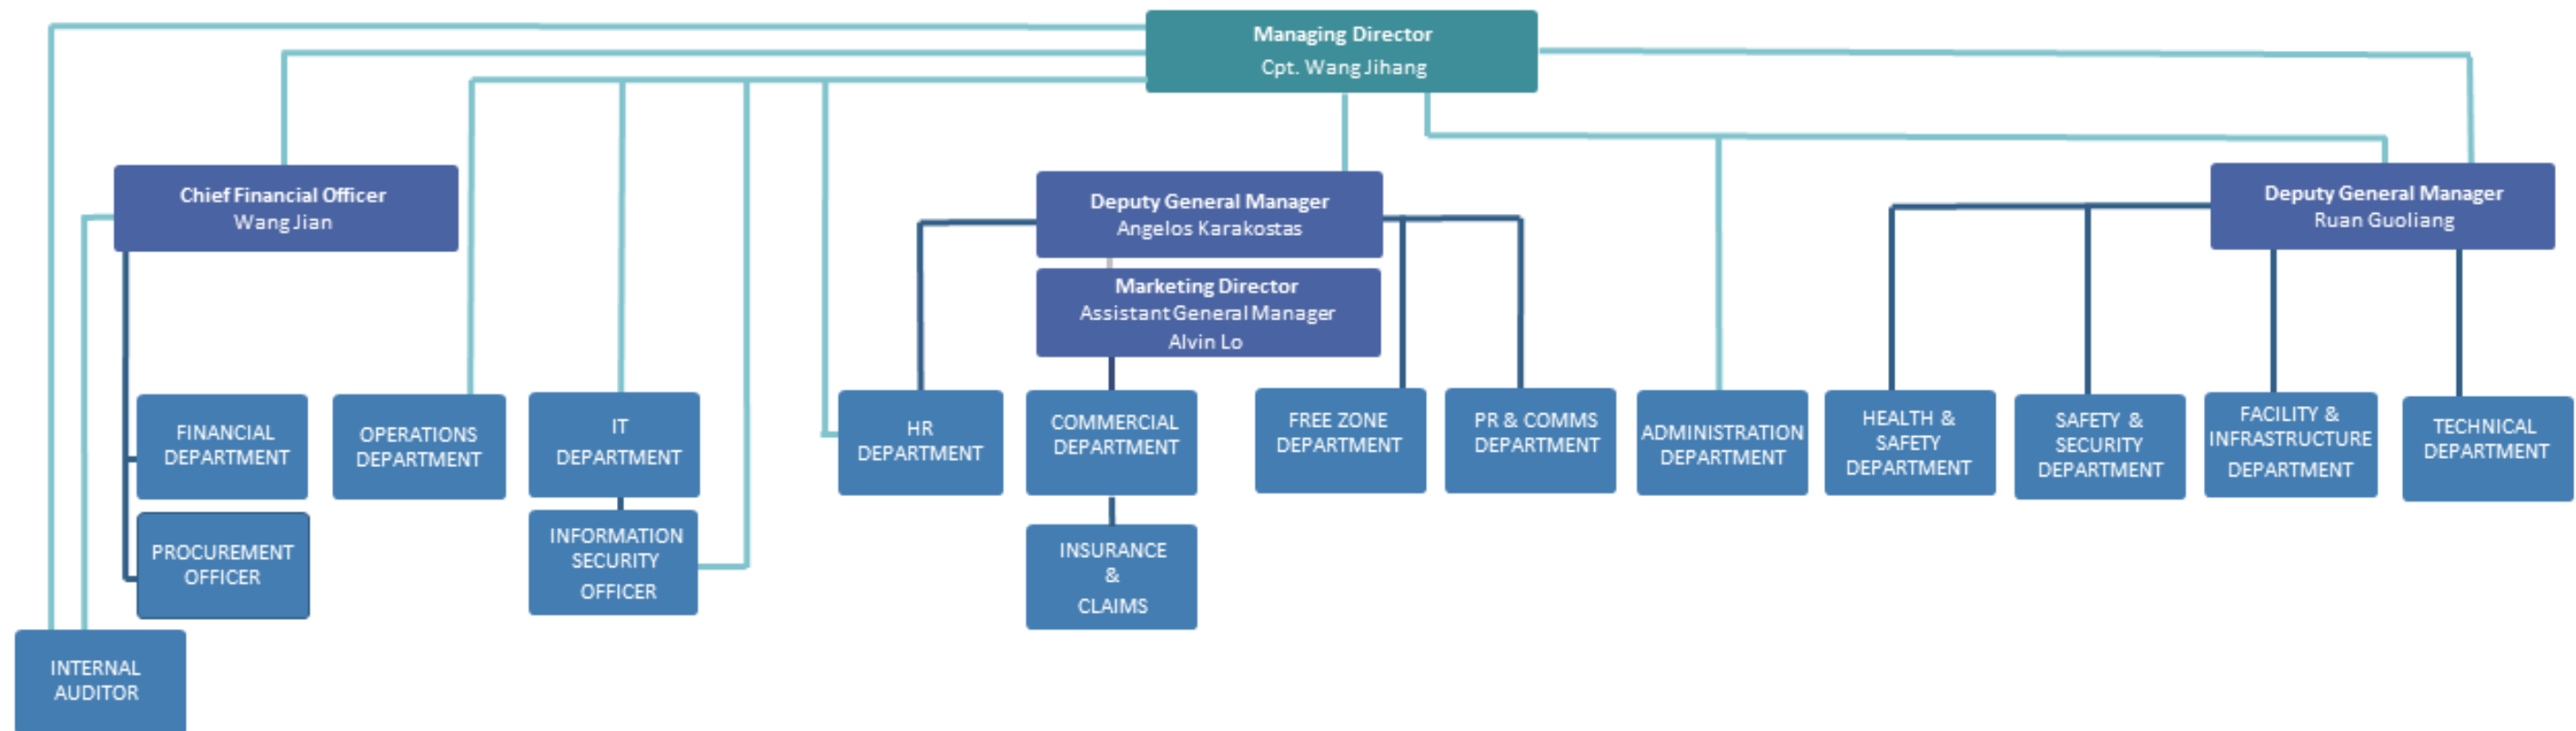 Managing Director
Cpt. Wang Jihang
Chief Financial Officer
Wang Jian
Deputy General Manager
Angelos Karakostas
Marketing Director
Assistant General Manager
Alvin Lo
Deputy General Manager
Ruan Guoliang
FINANCIAL
DEPARTMENT
OPERATIONS
DEPARTMENT
IT
DEPARTMENT
HR
DEPARTMENT
COMMERCIAL
DEPARTMENT
FREE ZONE
DEPARTMENT
PR & COMMS
DEPARTMENT
ADMINISTRATION
DEPARTMENT
HEALTH &
SAFETY
DEPARTMENT
SAFETY &
SECURITY
DEPARTMENT
FACILITY &
INFRASTRUCTURE
DEPARTMENT
TECHNICAL
DEPARTMENT
PROCUREMENT
OFFICER
INFORMATION
SECURITY
OFFICER
INSURANCE
&
CLAIMS
INTERNAL
AUDITOR